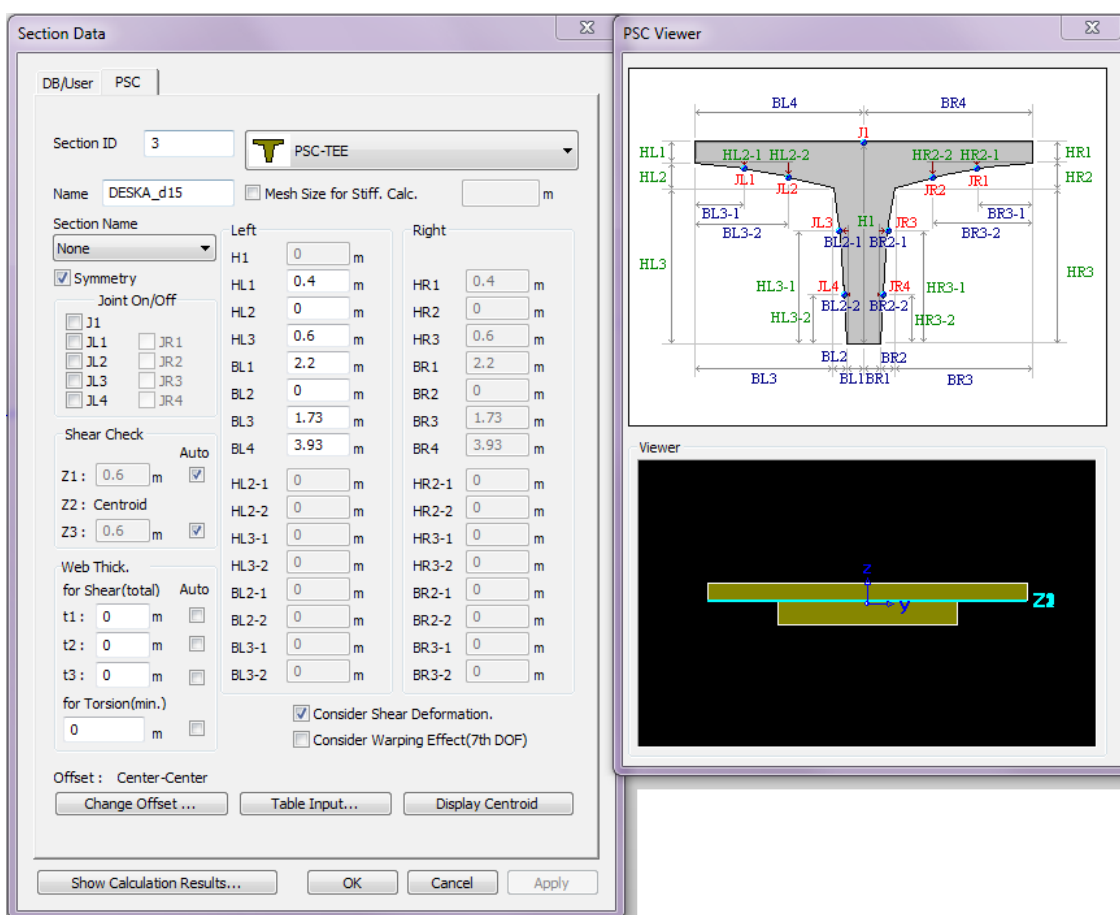 Section Data
DB/User PSC
Section ID 3 PSC-TEE
Name DESKA_d15 Mesh Size for Stiff. Calc. m
Section Name
None
Symmetry
Joint On/Off
J1
JL1 JR1
JL2 JR2
JL3 JR3
JL4 JR4
Shear Check
Auto
Z1 : 0.6 m
Z2 : Centroid
Z3 : 0.6 m
Web Thick.
for Shear(total) Auto
t1 : 0 m
t2 : 0 m
t3 : 0 m
for Torsion(min.)
0 m
Left Right
H1 0 m
HL1 0.4 m HR1 0.4 m
HL2 0 m HR2 0 m
HL3 0.6 m HR3 0.6 m
BL1 2.2 m BR1 2.2 m
BL2 0 m BR2 0 m
BL3 1.73 m BR3 1.73 m
BL4 3.93 m BR4 3.93 m
HL2-1 0 m HR2-1 0 m
HL2-2 0 m HR2-2 0 m
HL3-1 0 m HR3-1 0 m
HL3-2 0 m HR3-2 0 m
BL2-1 0 m BR2-1 0 m
BL2-2 0 m BR2-2 0 m
BL3-1 0 m BR3-1 0 m
BL3-2 0 m BR3-2 0 m
Consider Shear Deformation.
Consider Warping Effect(7th DOF)
Offset : Center-Center
Change Offset ... Table Input... Display Centroid
Show Calculation Results... OK Cancel Apply
PSC Viewer
BL4 BR4
J1
HL1 HL2-1 HL2-2 HR2-2 HR2-1 HR1
HL2 JL1 JL2 JR2 JR1 HR2
BL3-1 BR3-1
BL3-2 JL3 H1 JR3 BR3-2
BL2-1 BR2-1
HL3 HR3
HL3-1 JL4 JR4 HR3-1
BL2-2 BR2-2
HL3-2 HR3-2
BL2 BR2
BL3 BL1 BR1 BR3
Viewer
z
y